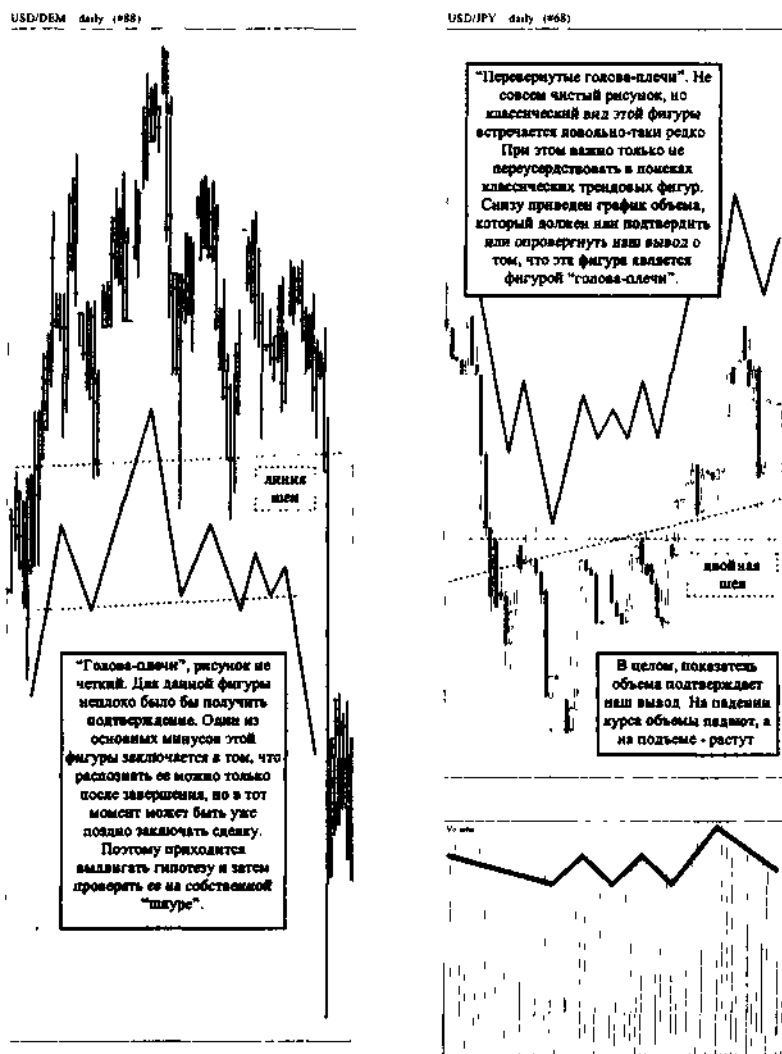 USD/DEM daily (#88)
линия
шеи
"Голова-плечи", рисунок не
четкий. Для данной фигуры
неплохо было бы получить
подтверждение. Один из
основных минусов этой
фигуры заключается в том, что
распознать ее можно только
после завершения, но в тот
момент может быть уже
поздно заключать сделку.
Поэтому приходится
выдвигать гипотезу и затем
проверять ее на собственной
"шкуре".
USD/JPY daily (#68)
"Перевернутые голова-плечи". Не
совсем чистый рисунок, но
классический вид этой фигуры
встречается довольно-таки редко
При этом важно только не
переусердствовать в поисках
классических трендовых фигур.
Снизу приведен график объема,
который должен или подтвердить
или опровергнуть наш вывод о
том, что эта фигура является
фигурой "голова-плечи".
двойная
шея
В целом, показатель
объема подтверждает
наш вывод. На падении
курса объемы падают, а
на подъеме - растут
Volume